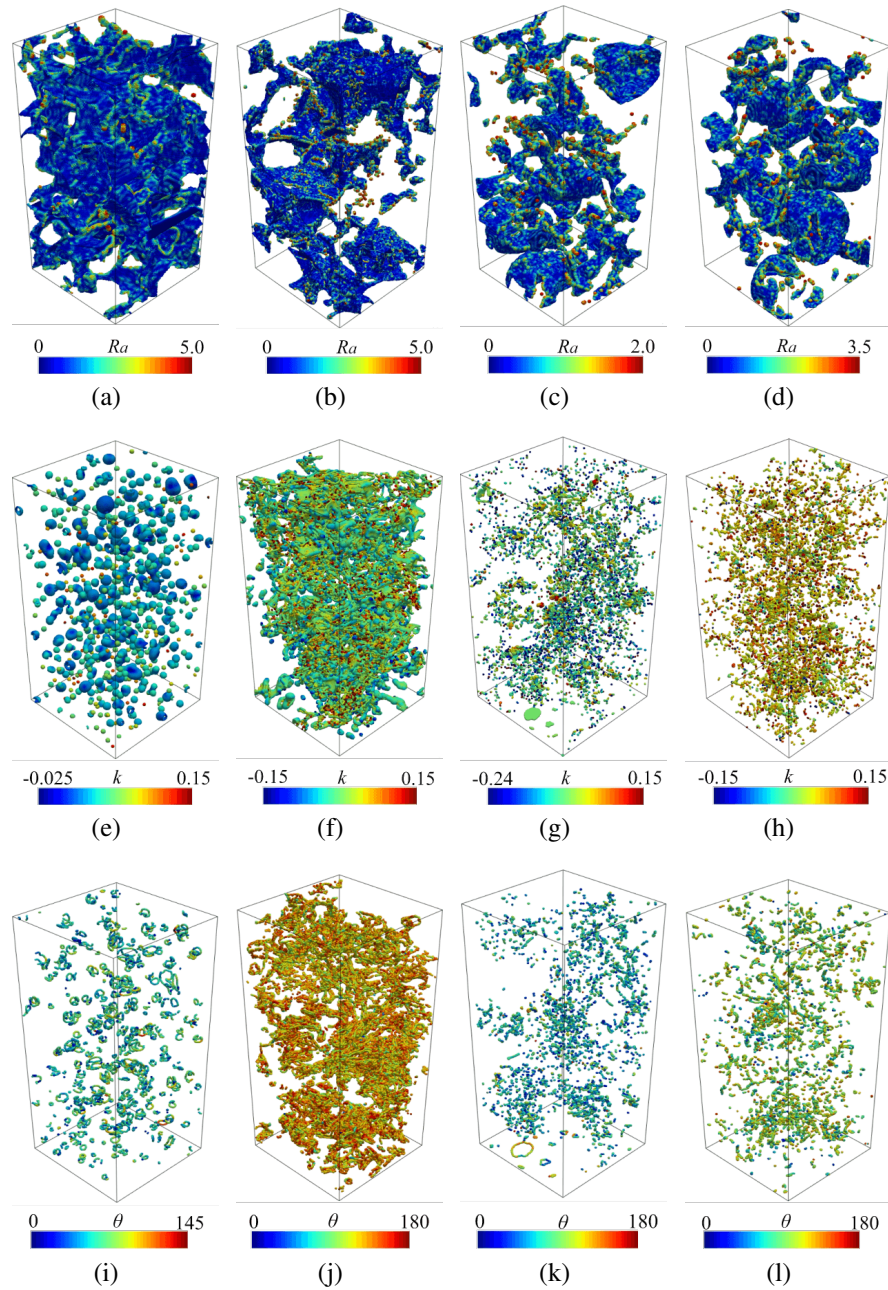 0 Ra 5.0
0 Ra 5.0
0 Ra 2.0
0 Ra 3.5
(a)
(b)
(c)
(d)
-0.025 k 0.15
-0.15 k 0.15
-0.24 k 0.15
-0.15 k 0.15
(e)
(f)
(g)
(h)
0 θ 145
0 θ 180
0 θ 180
0 θ 180
(i)
(j)
(k)
(l)